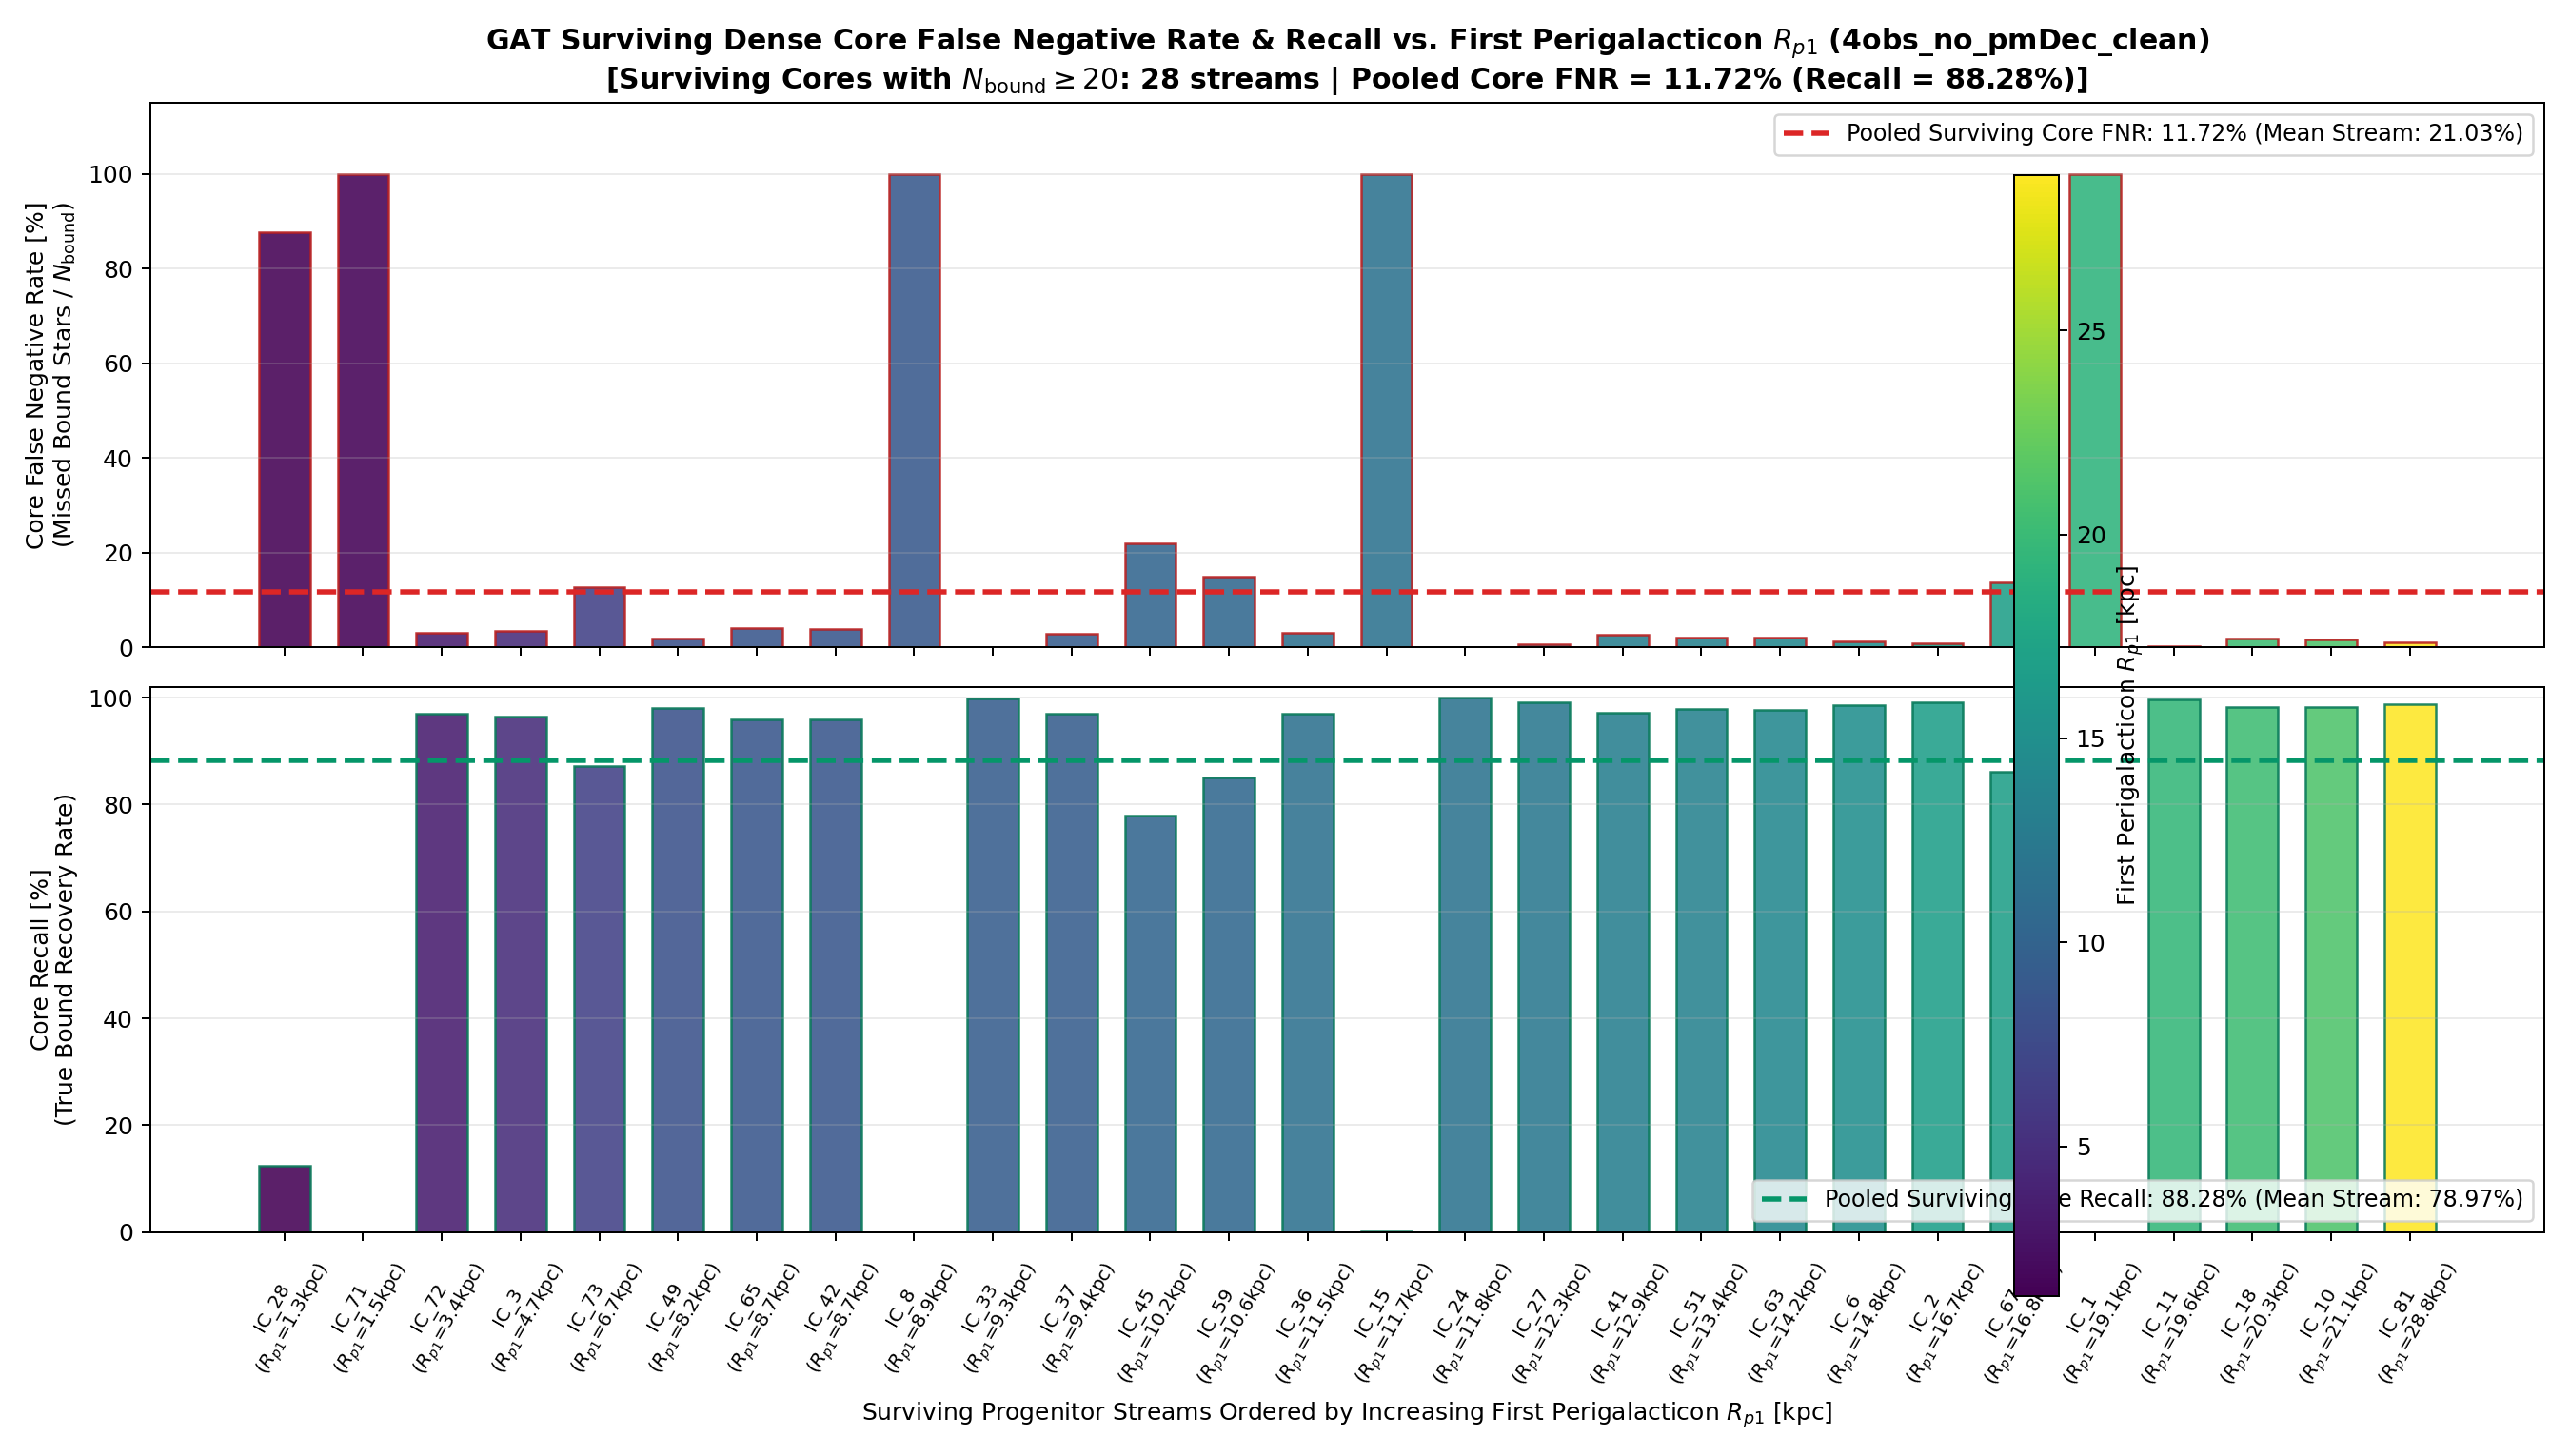 GAT Surviving Dense Core False Negative Rate & Recall vs. First Perigalacticon R_p1 (4obs_no_pmDec_clean)
[Surviving Cores with N_bound ≥ 20: 28 streams | Pooled Core FNR = 11.72% (Recall = 88.28%)]
Pooled Surviving Core FNR: 11.72% (Mean Stream: 21.03%)
Core False Negative Rate [%]
(Missed Bound Stars / N_bound)
100
80
60
40
20
0
25
20
15
10
5
First Perigalacticon R_p1 [kpc]
Core Recall [%]
(True Bound Recovery Rate)
100
80
60
40
20
0
Pooled Surviving e Recall: 88.28% (Mean Stream: 78.97%)
IC_28
(R_p1=1.3kpc)
IC_71
(R_p1=1.5kpc)
IC_72
(R_p1=3.4kpc)
IC_3
(R_p1=4.7kpc)
IC_73
(R_p1=6.7kpc)
IC_49
(R_p1=8.2kpc)
IC_65
(R_p1=8.7kpc)
IC_42
(R_p1=8.7kpc)
IC_8
(R_p1=8.9kpc)
IC_33
(R_p1=9.3kpc)
IC_37
(R_p1=9.4kpc)
IC_45
(R_p1=10.2kpc)
IC_59
(R_p1=10.6kpc)
IC_36
(R_p1=11.5kpc)
IC_15
(R_p1=11.7kpc)
IC_24
(R_p1=11.8kpc)
IC_27
(R_p1=12.3kpc)
IC_41
(R_p1=12.9kpc)
IC_51
(R_p1=13.4kpc)
IC_63
(R_p1=14.2kpc)
IC_6
(R_p1=14.8kpc)
IC_2
(R_p1=16.7kpc)
IC_67
(R_p1=16.8k
IC_1
(R_p1=19.1kpc)
IC_11
(R_p1=19.6kpc)
IC_18
(R_p1=20.3kpc)
IC_10
(R_p1=21.1kpc)
IC_81
(R_p1=28.8kpc)
Surviving Progenitor Streams Ordered by Increasing First Perigalacticon R_p1 [kpc]